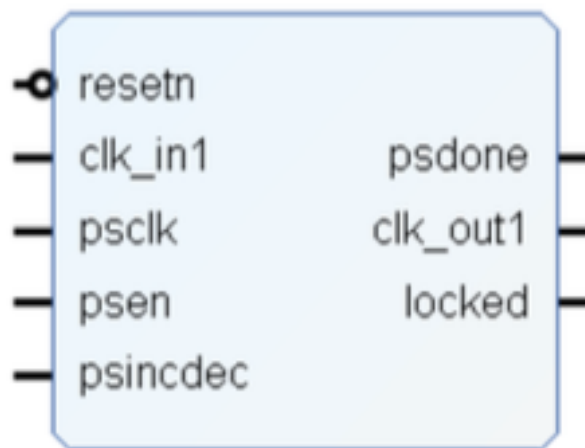 resetn
clk_in1
psdone
psclk
clk_out1
psen
locked
psincdec